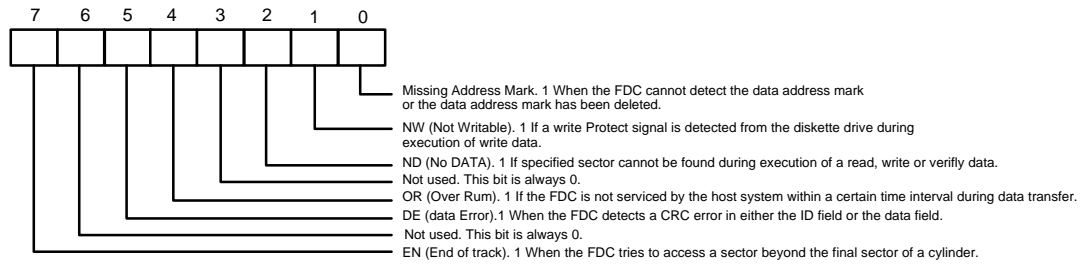 7 6 5 4 3 2 1 0
Missing Address Mark. 1 When the FDC cannot detect the data address mark
or the data address mark has been deleted.
NW (Not Writable). 1 If a write Protect signal is detected from the diskette drive during
execution of write data.
ND (No DATA). 1 If specified sector cannot be found during execution of a read, write or verifly data.
Not used. This bit is always 0.
OR (Over Rum). 1 If the FDC is not serviced by the host system within a certain time interval during data transfer.
DE (data Error).1 When the FDC detects a CRC error in either the ID field or the data field.
Not used. This bit is always 0.
EN (End of track). 1 When the FDC tries to access a sector beyond the final sector of a cylinder.